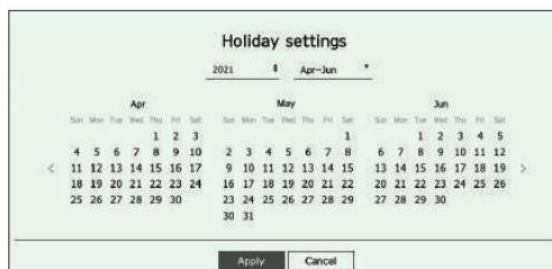 Holiday settings
2021 Apr-Jun
Apr May Jun
Sun Mon Tue Wed Thu Fri Sat Sun Mon Tue Wed Thu Fri Sat Sun Mon Tue Wed Thu Fri Sat
1 2 3 1 1 2 3 4 5
4 5 6 7 8 9 10 2 3 4 5 6 7 8 6 7 8 9 10 11 12
< 11 12 13 14 15 16 17 9 10 11 12 13 14 15 13 14 15 16 17 18 19 >
18 19 20 21 22 23 24 16 17 18 19 20 21 22 20 21 22 23 24 25 26
25 26 27 28 29 30 23 24 25 26 27 28 29 27 28 29 30
30 31
Apply Cancel